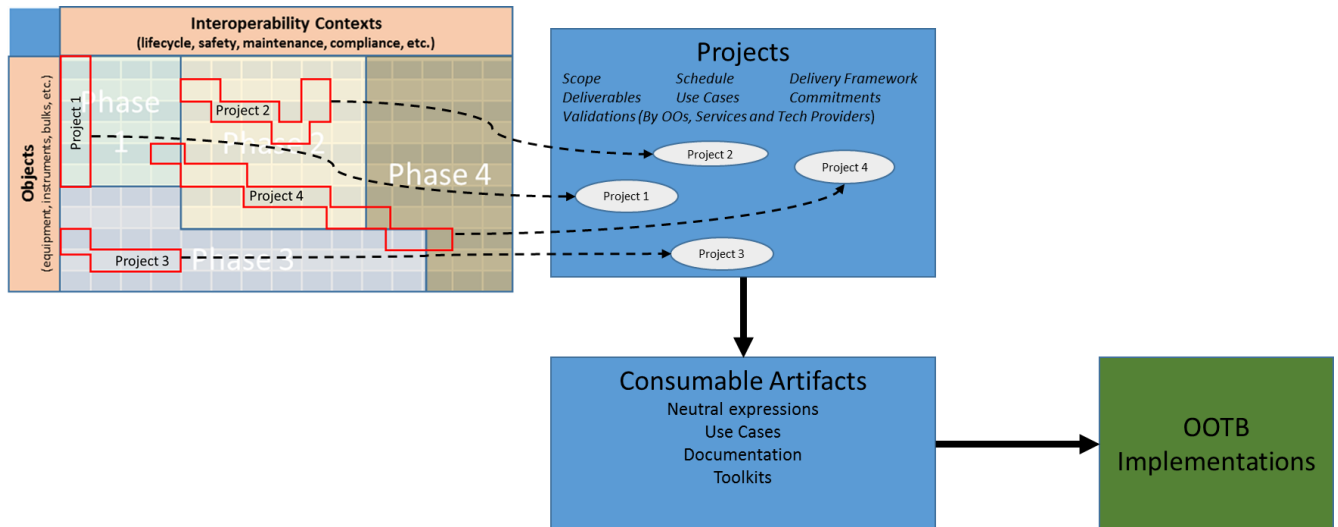 Interoperability Contexts
(lifecycle, safety, maintenance, compliance, etc.)
Objects
(equipment, instruments, bulks, etc.)
Phase
1
Phase 2
Phase 3
Phase 4
Project 1
Project 2
Project 4
Project 3
Projects
Scope Schedule Delivery Framework
Deliverables Use Cases Commitments
Validations (By OOs, Services and Tech Providers)
Project 2
Project 4
Project 1
Project 3
Consumable Artifacts
Neutral expressions
Use Cases
Documentation
Toolkits
OOTB
Implementations